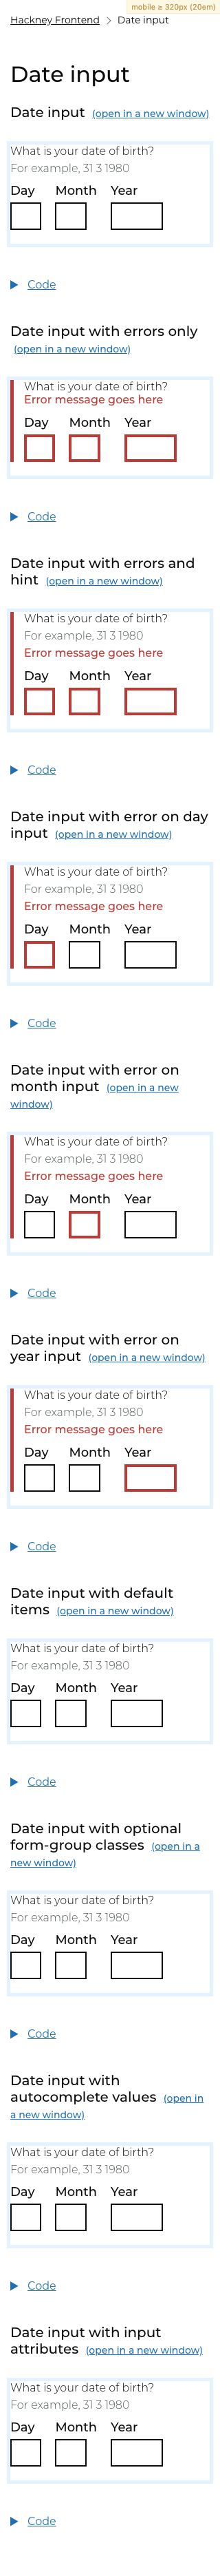 mobile ≥ 320px (20em)
Hackney Frontend > Date input
Date input
Date input (open in a new window)
What is your date of birth?
For example, 31 3 1980
Day Month Year
Code
Date input with errors only
(open in a new window)
What is your date of birth?
Error message goes here
Day Month Year
Code
Date input with errors and
hint (open in a new window)
What is your date of birth?
For example, 31 3 1980
Error message goes here
Day Month Year
Code
Date input with error on day
input (open in a new window)
What is your date of birth?
For example, 31 3 1980
Error message goes here
Day Month Year
Code
Date input with error on
month input (open in a new
window)
What is your date of birth?
For example, 31 3 1980
Error message goes here
Day Month Year
Code
Date input with error on
year input (open in a new window)
What is your date of birth?
For example, 31 3 1980
Error message goes here
Day Month Year
Code
Date input with default
items (open in a new window)
What is your date of birth?
For example, 31 3 1980
Day Month Year
Code
Date input with optional
form-group classes (open in a
new window)
What is your date of birth?
For example, 31 3 1980
Day Month Year
Code
Date input with
autocomplete values (open in
a new window)
What is your date of birth?
For example, 31 3 1980
Day Month Year
Code
Date input with input
attributes (open in a new window)
What is your date of birth?
For example, 31 3 1980
Day Month Year
Code